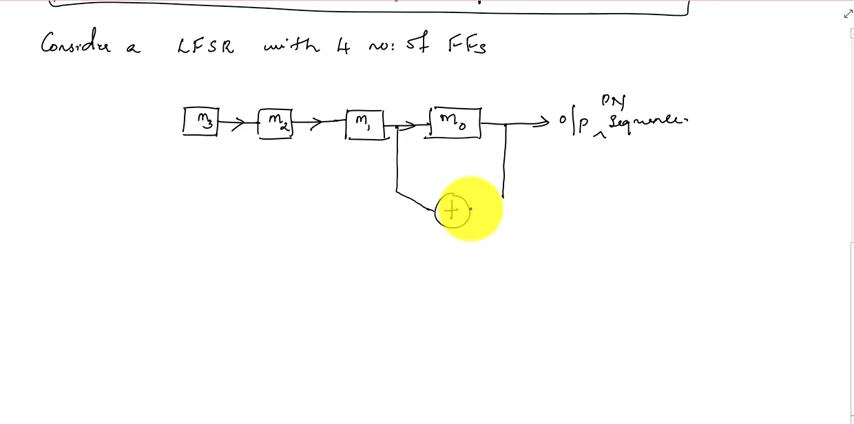 Consider a LFSR with 4 no: of FFs
m3 m2 m1 m0 o/p PN sequence.
+